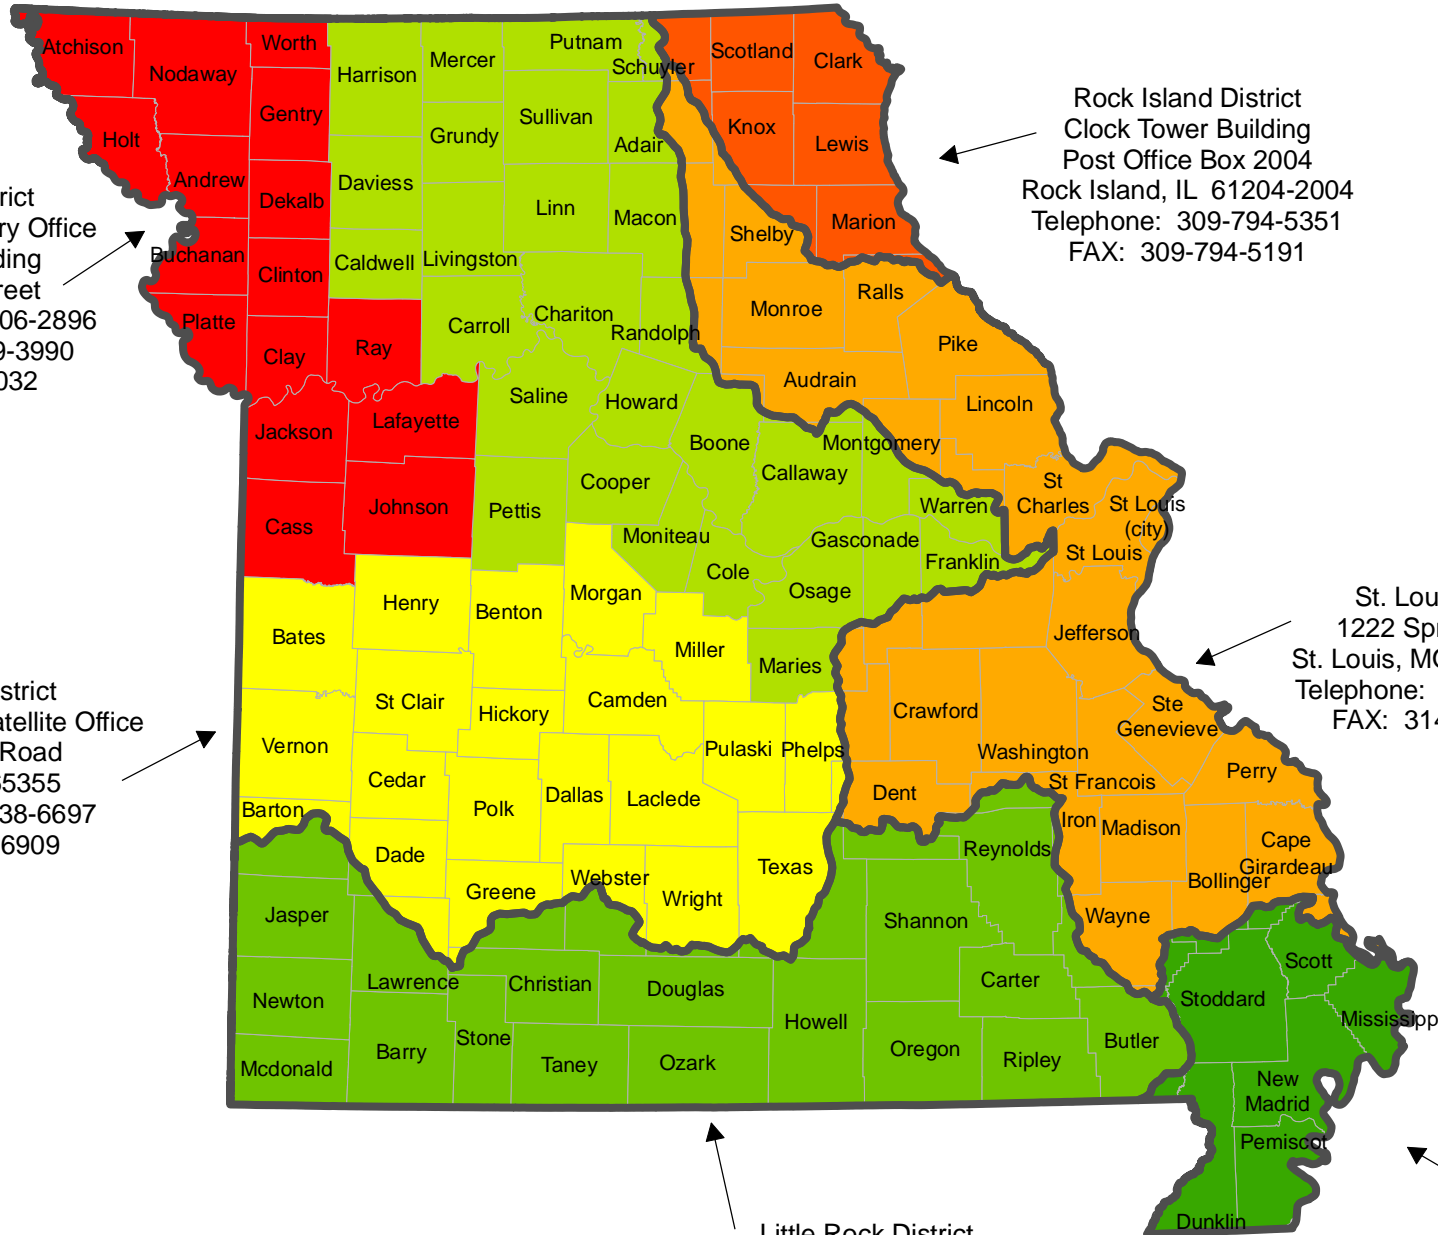 Atchison
Nodaway
Worth
Harrison
Mercer
Putnam
Schuyler
Scotland
Clark
Holt
Gentry
Grundy
Sullivan
Adair
Knox
Lewis
Andrew
Dekalb
Daviess
Linn
Macon
Shelby
Marion
Buchanan
Clinton
Caldwell
Livingston
Platte
Clay
Ray
Carroll
Chariton
Randolph
Monroe
Ralls
Pike
Audrain
Lincoln
Jackson
Lafayette
Saline
Howard
Boone
Callaway
Montgomery
Cass
Johnson
Pettis
Cooper
Moniteau
Cole
Osage
Gasconade
Warren
Franklin
St
Charles
St Louis
(city)
St Louis
Bates
Henry
Benton
Morgan
Miller
Maries
Jefferson
Vernon
St Clair
Hickory
Camden
Pulaski
Phelps
Crawford
Washington
Ste
Genevieve
St Francois
Perry
Barton
Cedar
Polk
Dallas
Laclede
Dent
Iron
Madison
Cape
Girardeau
Bollinger
Dade
Greene
Webster
Wright
Texas
Reynolds
Wayne
Jasper
Shannon
Lawrence
Christian
Douglas
Carter
Scott
Stoddard
Mississipp
Newton
Stone
Howell
Mcdonald
Barry
Taney
Ozark
Oregon
Ripley
Butler
New
Madrid
Pemiscot
Dunklin
Rock Island District
Clock Tower Building
Post Office Box 2004
Rock Island, IL 61204-2004
Telephone: 309-794-5351
FAX: 309-794-5191
rict
ry Office
ding
reet
06-2896
9-3990
032
strict
atellite Office
Road
65355
38-6697
6909
St. Lou
1222 Spr
St. Louis, MO
Telephone:
FAX: 314
Little Rock District